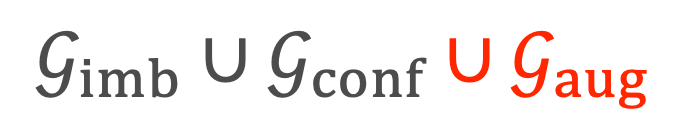 𝒢imb ∪ 𝒢conf ∪ 𝒢aug